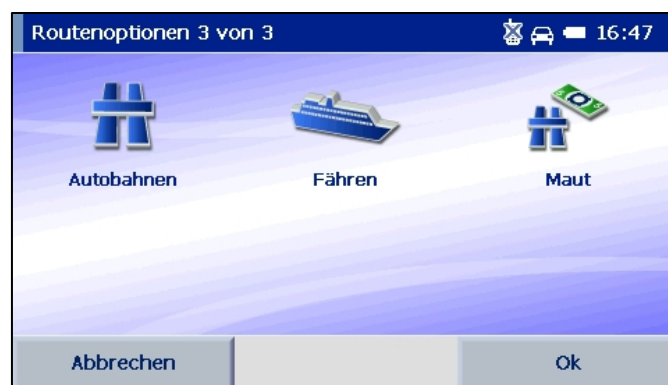 Routenoptionen 3 von 3 16:47
Autobahnen Fähren Maut
Abbrechen Ok